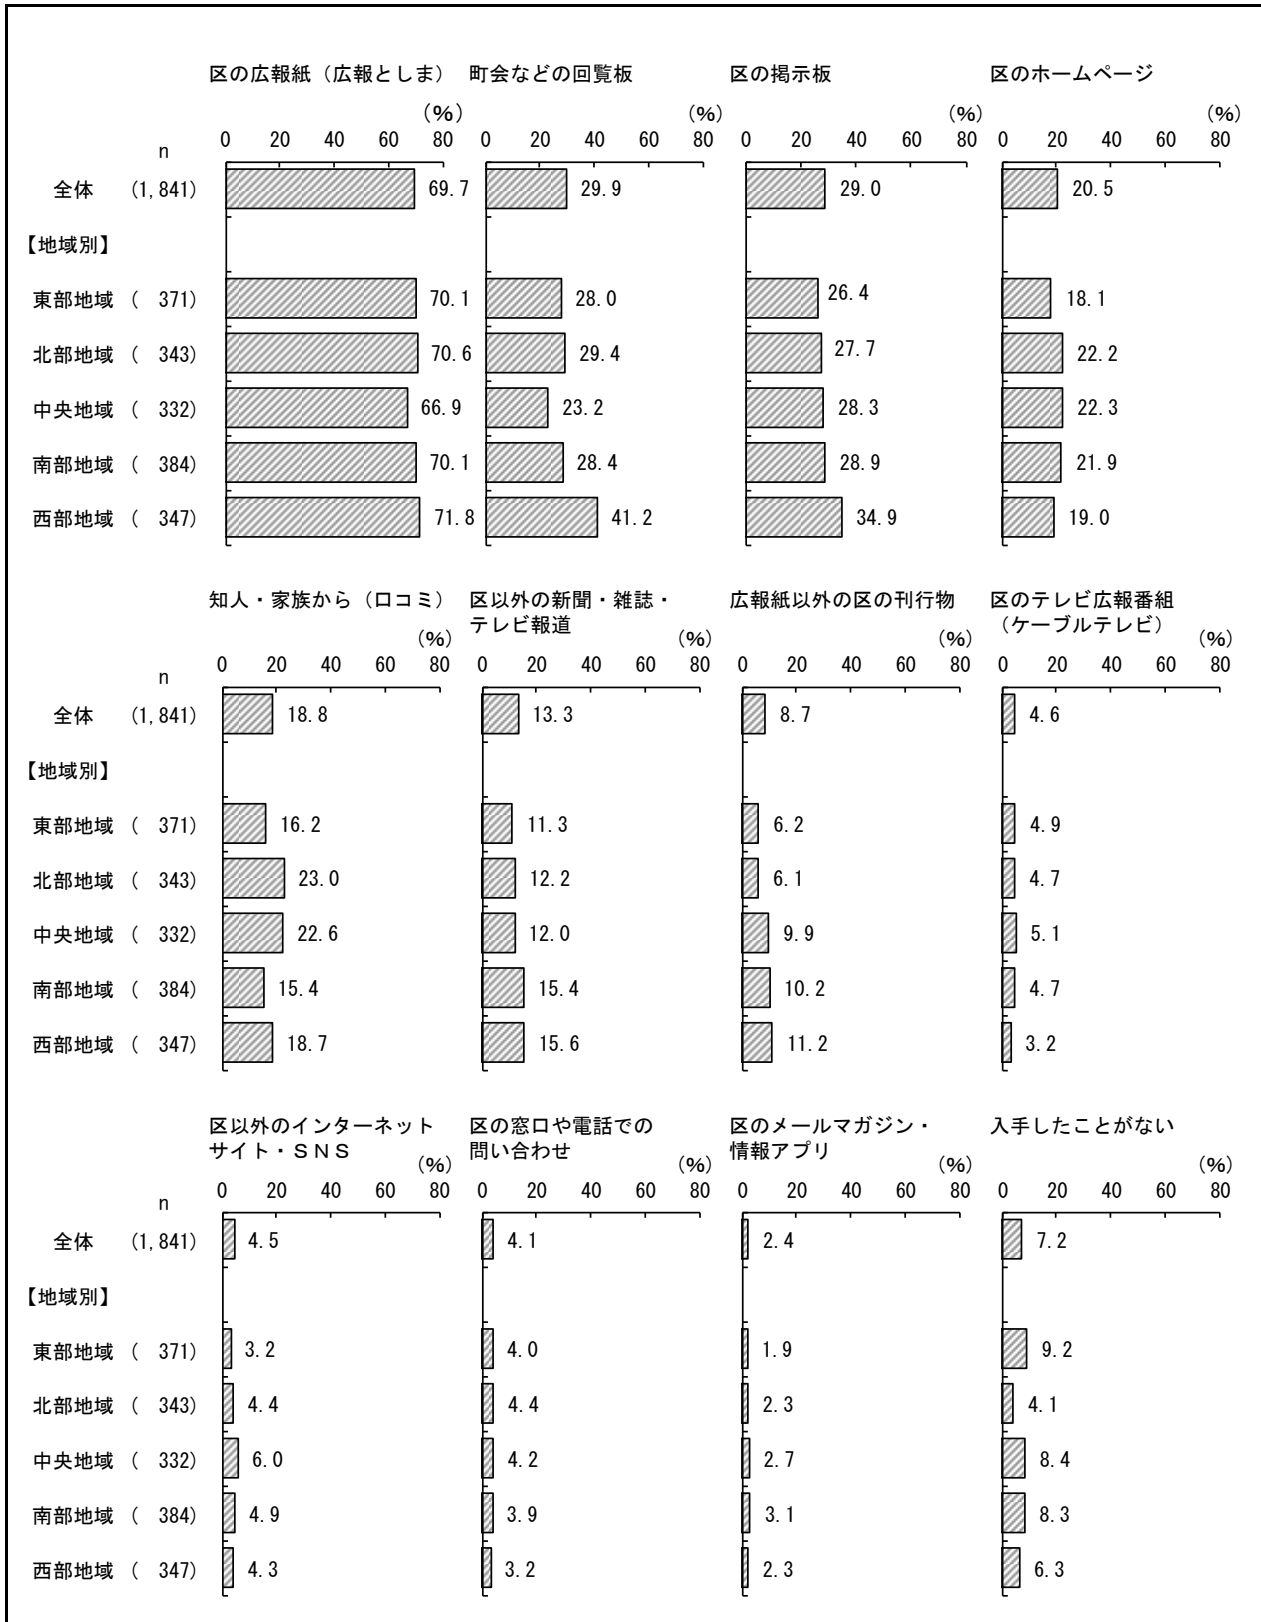 区の広報紙（広報としま） 町会などの回覧板 区の掲示板 区のホームページ
(%) (%) (%) (%)
0 20 40 60 80 0 20 40 60 80 0 20 40 60 80 0 20 40 60 80
n
全体 (1,841) 69.7 29.9 29.0 20.5
【地域別】
東部地域 ( 371) 70.1 28.0 26.4 18.1
北部地域 ( 343) 70.6 29.4 27.7 22.2
中央地域 ( 332) 66.9 23.2 28.3 22.3
南部地域 ( 384) 70.1 28.4 28.9 21.9
西部地域 ( 347) 71.8 41.2 34.9 19.0
知人・家族から（口コミ） 区以外の新聞・雑誌・ 広報紙以外の区の刊行物 区のテレビ広報番組
テレビ報道 （ケーブルテレビ）
(%) (%) (%) (%)
0 20 40 60 80 0 20 40 60 80 0 20 40 60 80 0 20 40 60 80
n
全体 (1,841) 18.8 13.3 8.7 4.6
【地域別】
東部地域 ( 371) 16.2 11.3 6.2 4.9
北部地域 ( 343) 23.0 12.2 6.1 4.7
中央地域 ( 332) 22.6 12.0 9.9 5.1
南部地域 ( 384) 15.4 15.4 10.2 4.7
西部地域 ( 347) 18.7 15.6 11.2 3.2
区以外のインターネット 区の窓口や電話での 区のメールマガジン・ 入手したことがない
サイト・ＳＮＳ 問い合わせ 情報アプリ
(%) (%) (%) (%)
0 20 40 60 80 0 20 40 60 80 0 20 40 60 80 0 20 40 60 80
n
全体 (1,841) 4.5 4.1 2.4 7.2
【地域別】
東部地域 ( 371) 3.2 4.0 1.9 9.2
北部地域 ( 343) 4.4 4.4 2.3 4.1
中央地域 ( 332) 6.0 4.2 2.7 8.4
南部地域 ( 384) 4.9 3.9 3.1 8.3
西部地域 ( 347) 4.3 3.2 2.3 6.3